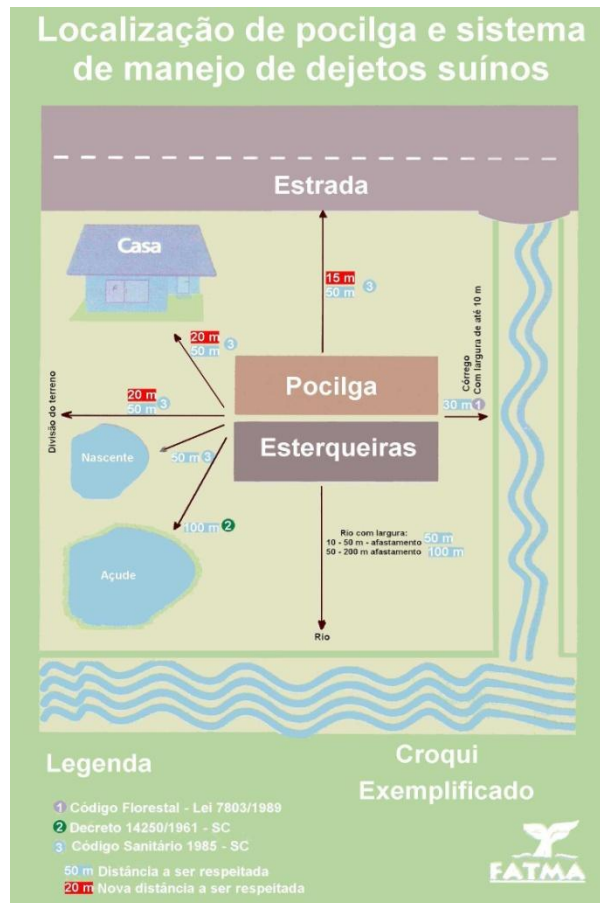 Localização de pocilga e sistema
de manejo de dejetos suínos
Estrada
Casa
15 m
50 m 3
Córrego
Com largura de até 10 m
20 m
50 m 3
Pocilga
30 m 1
20 m
50 m 3
Divisão do terreno
Esterqueiras
Nascente
50 m 3
100 m 2
Rio com largura:
10 - 50 m - afastamento 50 m
50 - 200 m afastamento 100 m
Açude
Rio
Legenda
Croqui
Exemplificado
1 Código Florestal - Lei 7803/1989
2 Decreto 14250/1961 - SC
3 Código Sanitário 1985 - SC
50 m Distância a ser respeitada
20 m Nova distância a ser respeitada
FATMA